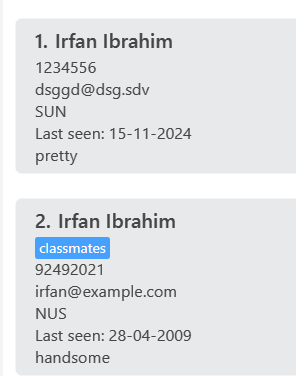 1. Irfan Ibrahim
1234556
dsggd@dsg.sdv
SUN
Last seen: 15-11-2024
pretty
2. Irfan Ibrahim
classmates
92492021
irfan@example.com
NUS
Last seen: 28-04-2009
handsome